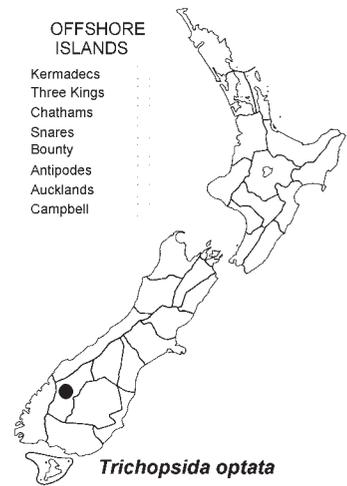 OFFSHORE
ISLANDS
Kermadecs
Three Kings
Chathams
Snares
Bounty
Antipodes
Aucklands
Campbell
Trichopsida optata